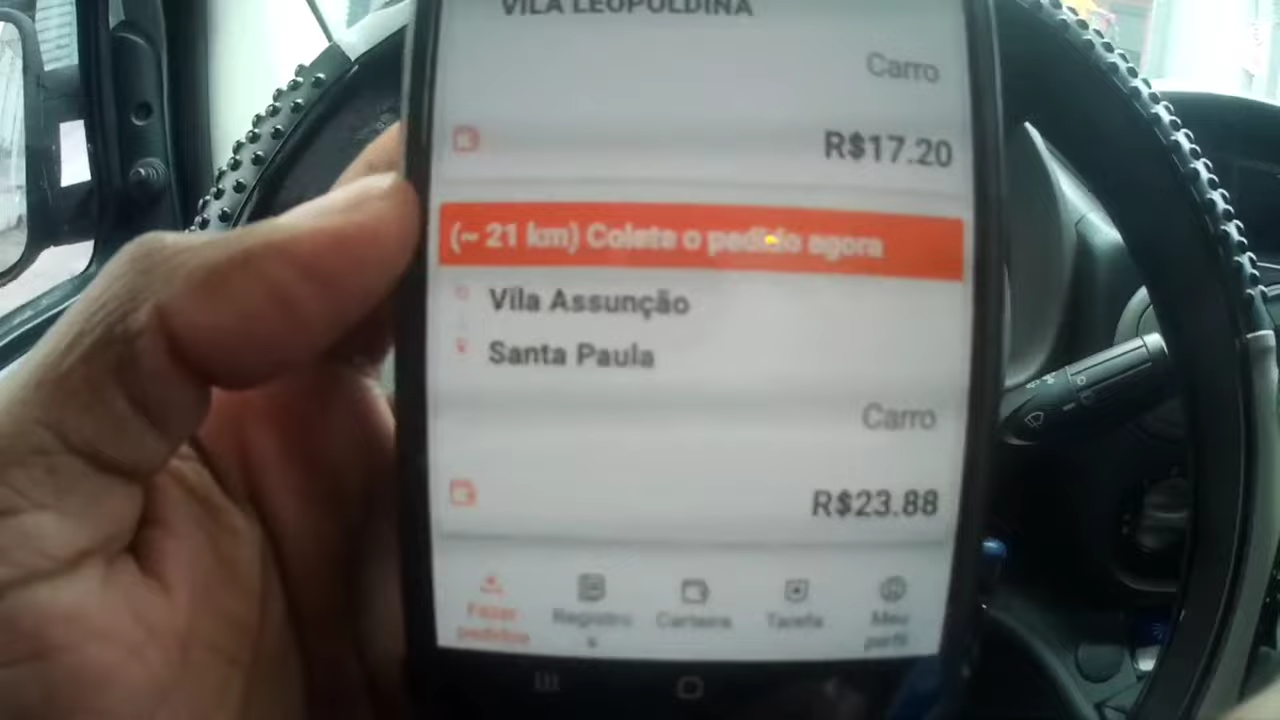 VILA LEOPOLDINA
Carro
R$17.20
(~ 21 km) Colete o pedido agora
Vila Assunção
Santa Paula
Carro
R$23.88
Fazer pedidos
Registro s
Carteira
Tarefa
Meu perfil